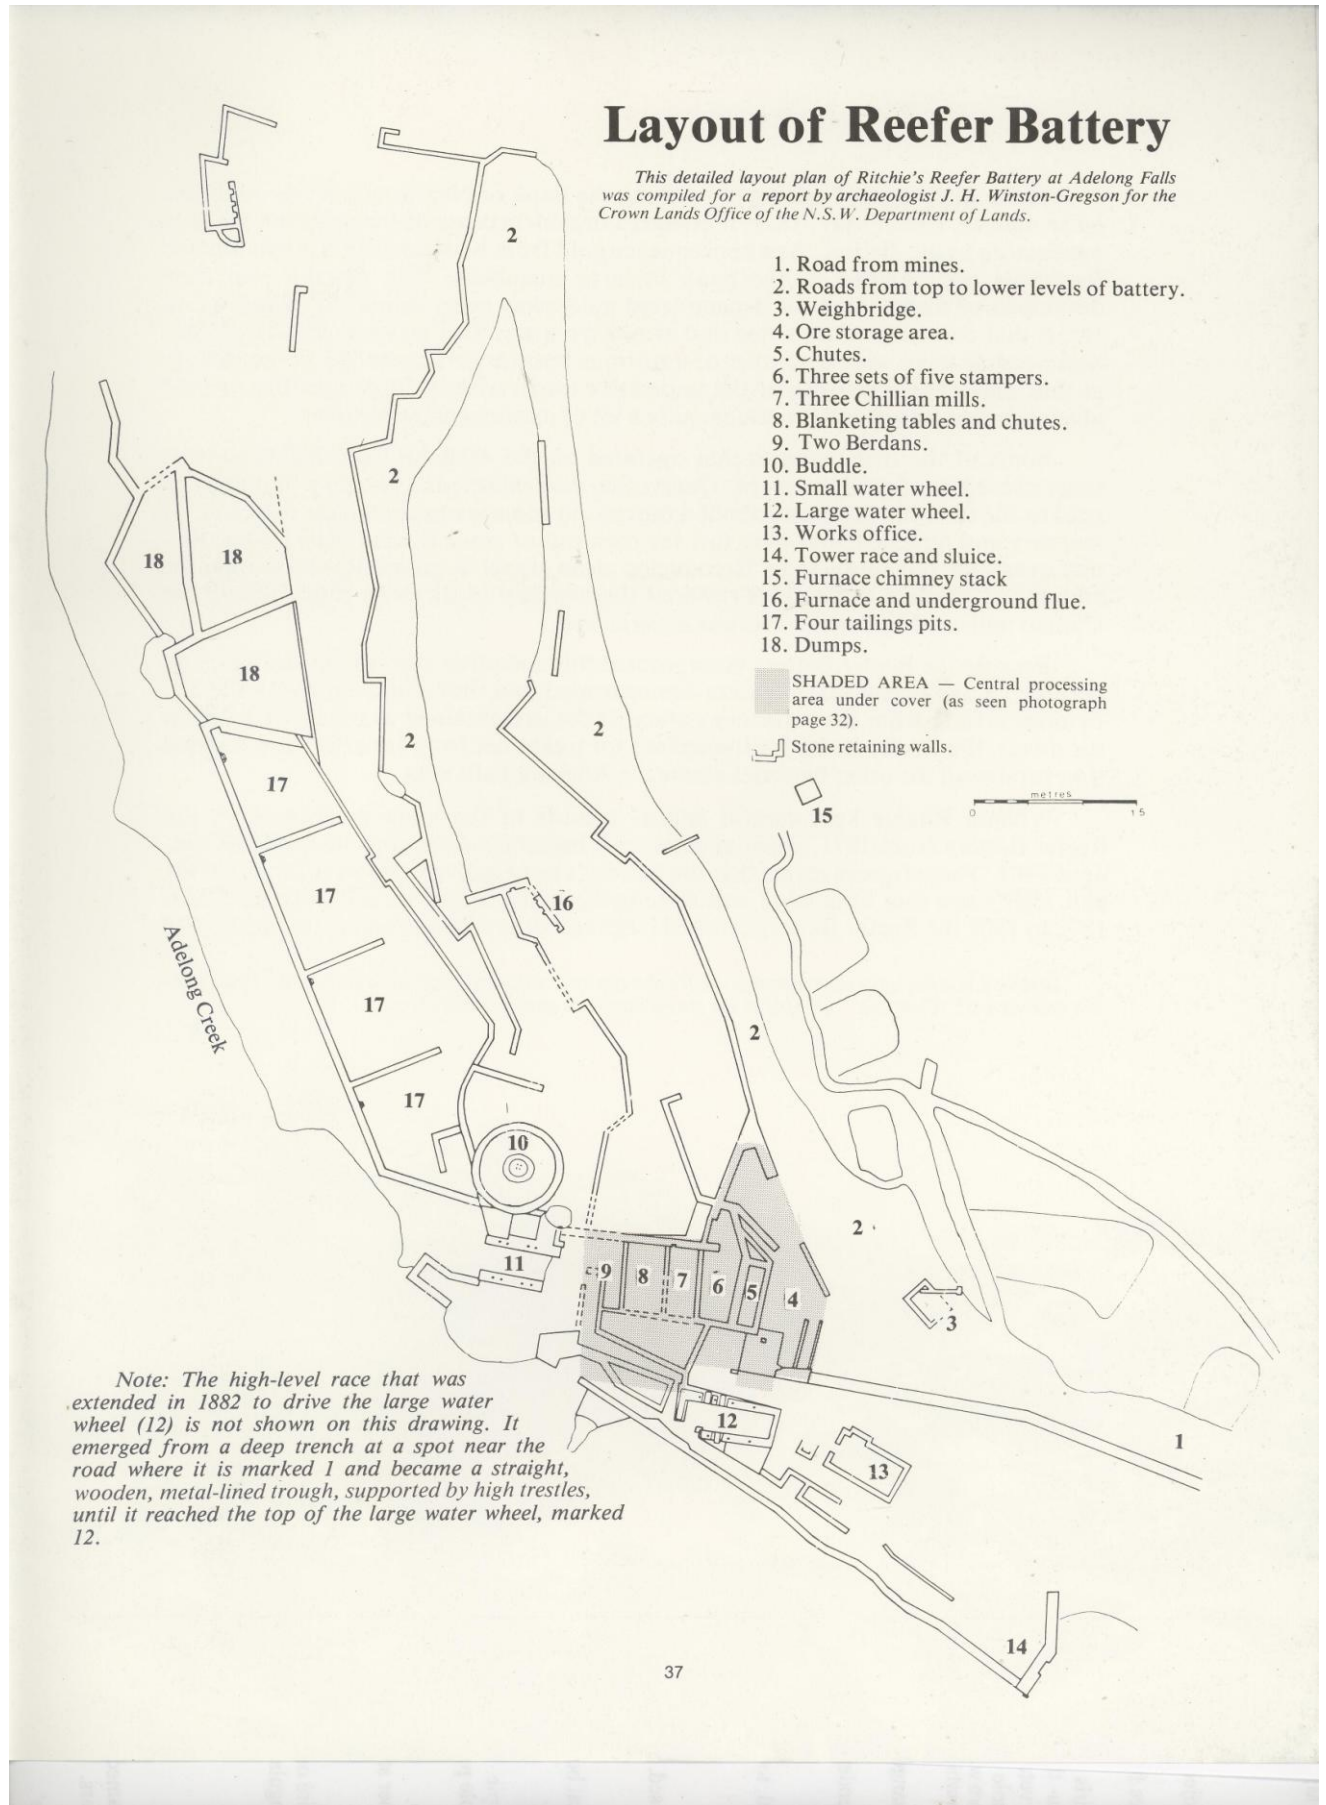 Layout of Reefer Battery
This detailed layout plan of Ritchie's Reefer Battery at Adelong Falls
was compiled for a report by archaeologist J. H. Winston-Gregson for the
Crown Lands Office of the N.S.W. Department of Lands.
1. Road from mines.
2. Roads from top to lower levels of battery.
3. Weighbridge.
4. Ore storage area.
5. Chutes.
6. Three sets of five stampers.
7. Three Chillian mills.
8. Blanketing tables and chutes.
9. Two Berdans.
10. Buddle.
11. Small water wheel.
12. Large water wheel.
13. Works office.
14. Tower race and sluice.
15. Furnace chimney stack
16. Furnace and underground flue.
17. Four tailings pits.
18. Dumps.
SHADED AREA — Central processing
area under cover (as seen photograph
page 32).
Stone retaining walls.
metres
0 15
2
2
18
18
18
2
2
17
15
17
16
Adelong Creek
17
2
17
10
2
11
9
8
7
6
5
4
3
12
1
13
14
Note: The high-level race that was
extended in 1882 to drive the large water
wheel (12) is not shown on this drawing. It
emerged from a deep trench at a spot near the
road where it is marked 1 and became a straight,
wooden, metal-lined trough, supported by high trestles,
until it reached the top of the large water wheel, marked
12.
37